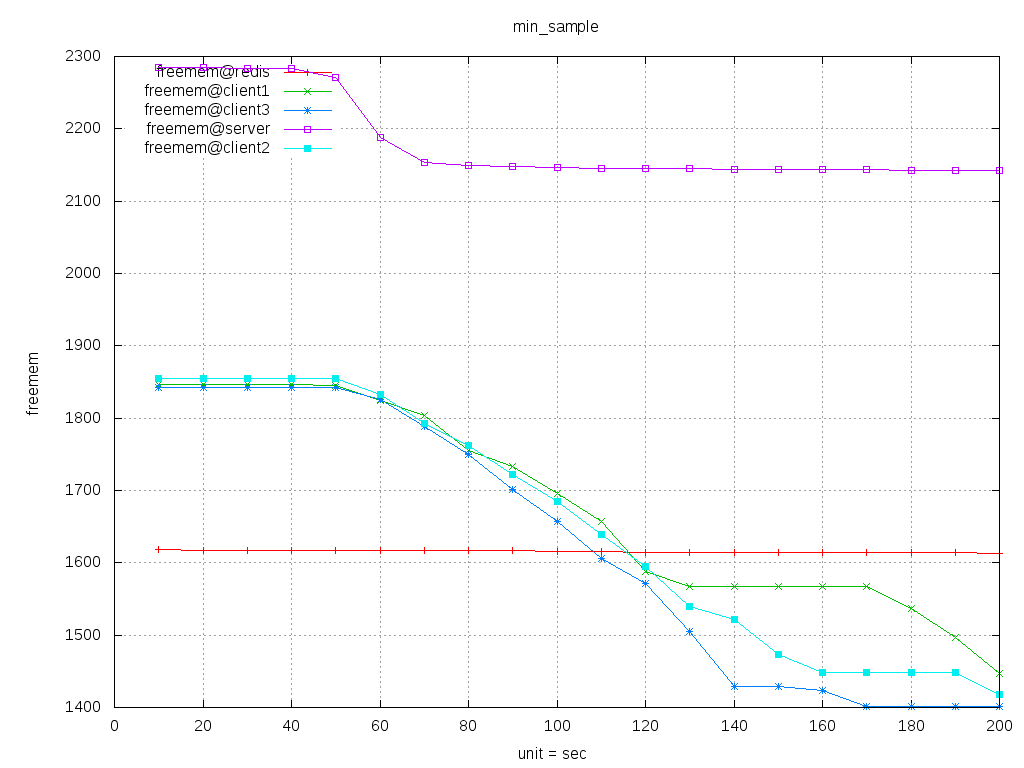 min_sample
2300
2200
2100
2000
1900
1800
1700
1600
1500
1400
freemem
freemem@redis
freemem@client1
freemem@client3
freemem@server
freemem@client2
0 20 40 60 80 100 120 140 160 180 200
unit = sec